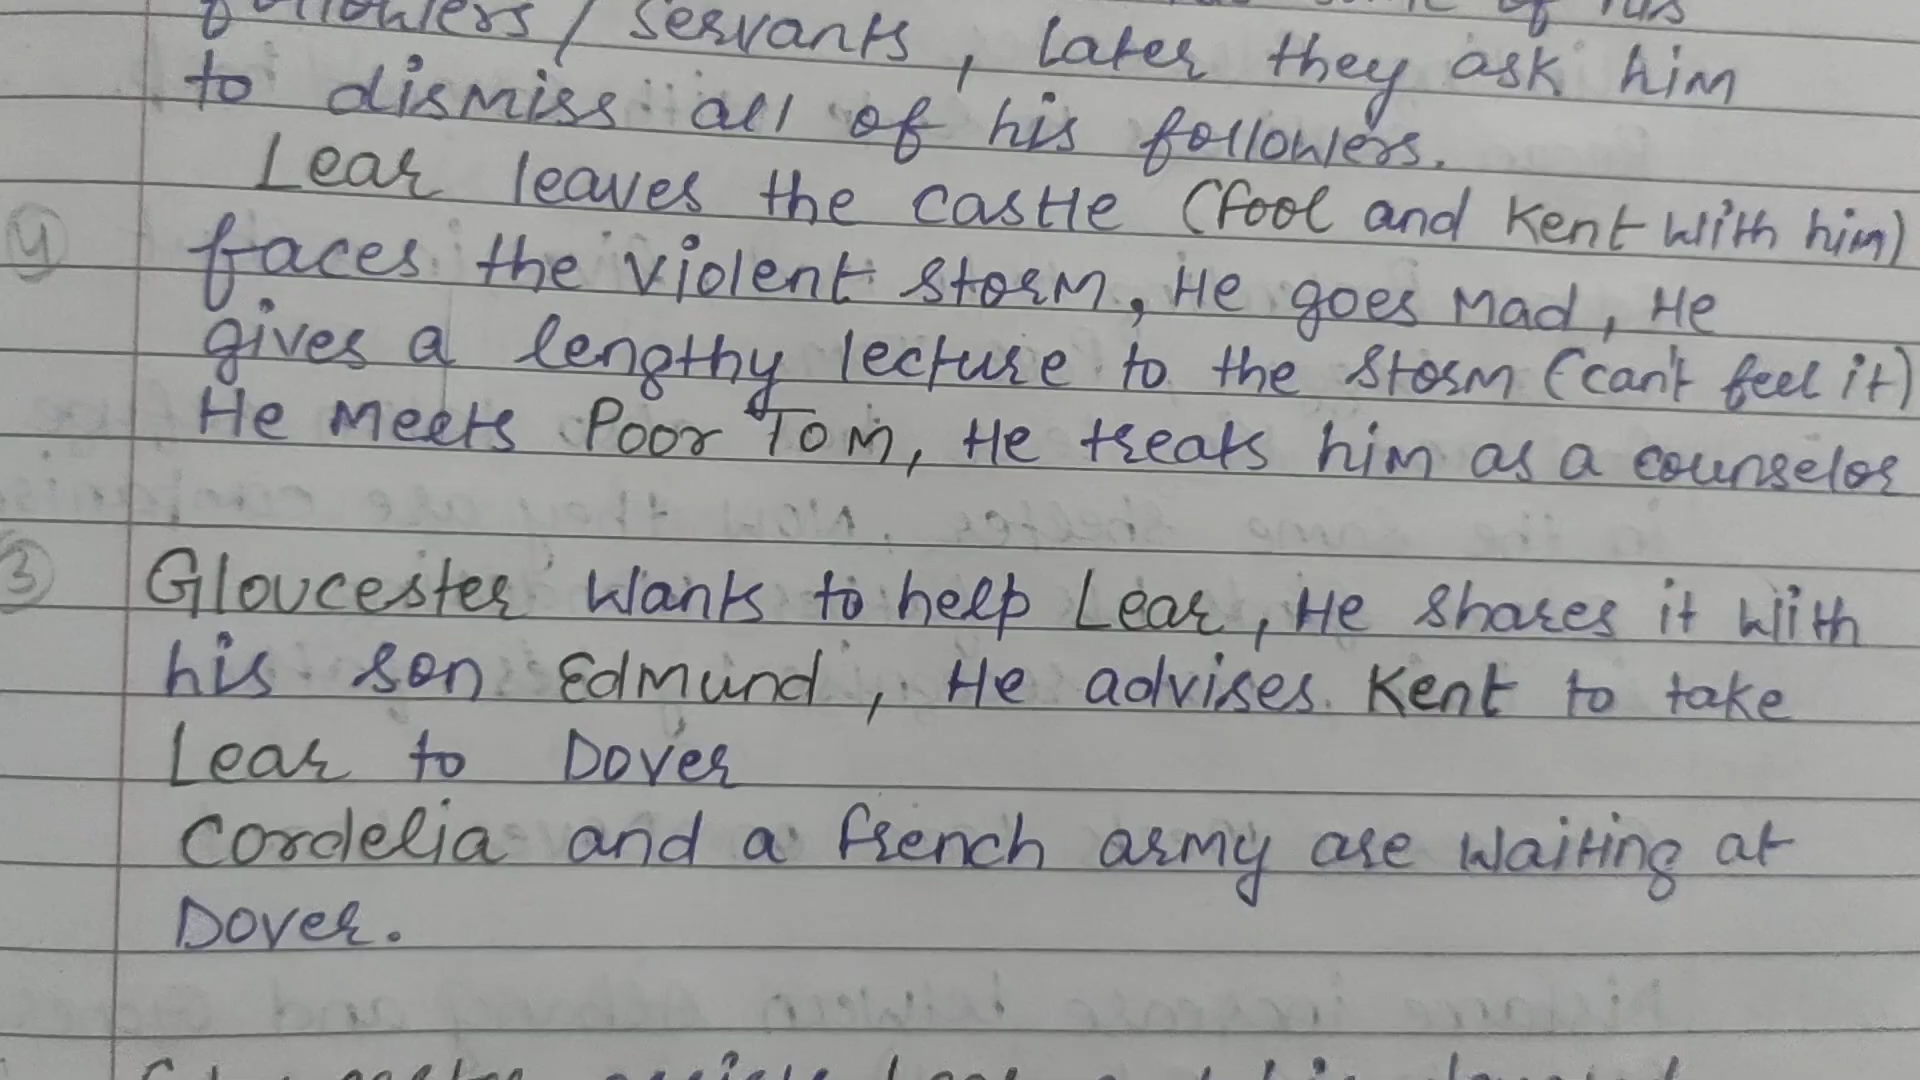 followers / servants, later they ask him
to dismiss all of his followers.
Lear leaves the castle (fool and Kent with him)
4 faces the violent storm, He goes Mad, He
gives a lengthy lecture to the storm (can't feel it)
He Meets Poor Tom, He treats him as a counselor
3 Gloucester wants to help Lear, He shares it with
his son Edmund, He advises Kent to take
Lear to Dover
Cordelia and a french army are waiting at
Dover.